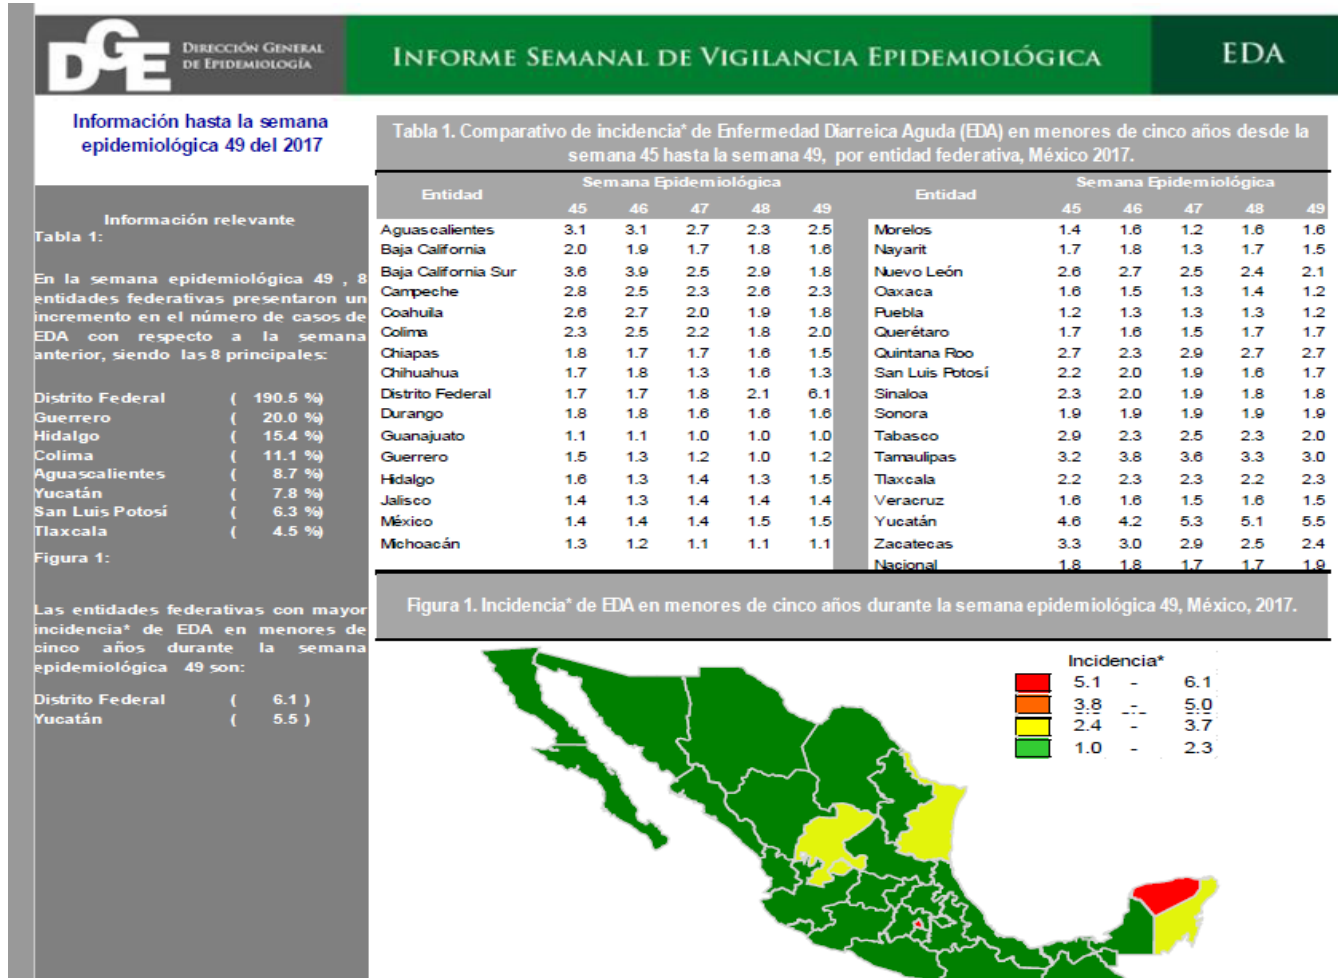 DGE
DIRECCIÓN GENERAL
DE EPIDEMIOLOGÍA
INFORME SEMANAL DE VIGILANCIA EPIDEMIOLÓGICA
EDA
Información hasta la semana
epidemiológica 49 del 2017
Información relevante
Tabla 1:
En la semana epidemiológica 49 , 8
entidades federativas presentaron un
incremento en el número de casos de
EDA con respecto a la semana
anterior, siendo las 8 principales:
Distrito Federal ( 190.5 %)
Guerrero ( 20.0 %)
Hidalgo ( 15.4 %)
Colima ( 11.1 %)
Aguascalientes ( 8.7 %)
Yucatán ( 7.8 %)
San Luis Potosí ( 6.3 %)
Tlaxcala ( 4.5 %)
Figura 1:
Las entidades federativas con mayor
incidencia* de EDA en menores de
cinco años durante la semana
epidemiológica 49 son:
Distrito Federal ( 6.1 )
Yucatán ( 5.5 )
Tabla 1. Comparativo de incidencia* de Enfermedad Diarreica Aguda (EDA) en menores de cinco años desde la
semana 45 hasta la semana 49, por entidad federativa, México 2017.
Entidad Semana Epidemiológica
45 46 47 48 49
Aguascalientes 3.1 3.1 2.7 2.3 2.5
Baja California 2.0 1.9 1.7 1.8 1.6
Baja California Sur 3.6 3.9 2.5 2.9 1.8
Campeche 2.8 2.5 2.3 2.6 2.3
Coahuila 2.6 2.7 2.0 1.9 1.8
Colima 2.3 2.5 2.2 1.8 2.0
Chiapas 1.8 1.7 1.7 1.6 1.5
Chihuahua 1.7 1.8 1.3 1.6 1.3
Distrito Federal 1.7 1.7 1.8 2.1 6.1
Durango 1.8 1.8 1.6 1.6 1.6
Guanajuato 1.1 1.1 1.0 1.0 1.0
Guerrero 1.5 1.3 1.2 1.0 1.2
Hidalgo 1.6 1.3 1.4 1.3 1.5
Jalisco 1.4 1.3 1.4 1.4 1.4
México 1.4 1.4 1.4 1.5 1.5
Michoacán 1.3 1.2 1.1 1.1 1.1
Entidad Semana Epidemiológica
45 46 47 48 49
Morelos 1.4 1.6 1.2 1.6 1.6
Nayarit 1.7 1.8 1.3 1.7 1.5
Nuevo León 2.6 2.7 2.5 2.4 2.1
Oaxaca 1.6 1.5 1.3 1.4 1.2
Puebla 1.2 1.3 1.3 1.3 1.2
Querétaro 1.7 1.6 1.5 1.7 1.7
Quintana Roo 2.7 2.3 2.9 2.7 2.7
San Luis Potosí 2.2 2.0 1.9 1.6 1.7
Sinaloa 2.3 2.0 1.9 1.8 1.8
Sonora 1.9 1.9 1.9 1.9 1.9
Tabasco 2.9 2.3 2.5 2.3 2.0
Tamaulipas 3.2 3.8 3.6 3.3 3.0
Tlaxcala 2.2 2.3 2.3 2.2 2.3
Veracruz 1.6 1.6 1.5 1.6 1.5
Yucatán 4.6 4.2 5.3 5.1 5.5
Zacatecas 3.3 3.0 2.9 2.5 2.4
Nacional 1.8 1.8 1.7 1.7 1.9
Figura 1. Incidencia* de EDA en menores de cinco años durante la semana epidemiológica 49, México, 2017.
Incidencia*
5.1 - 6.1
3.8 - 5.0
2.4 - 3.7
1.0 - 2.3